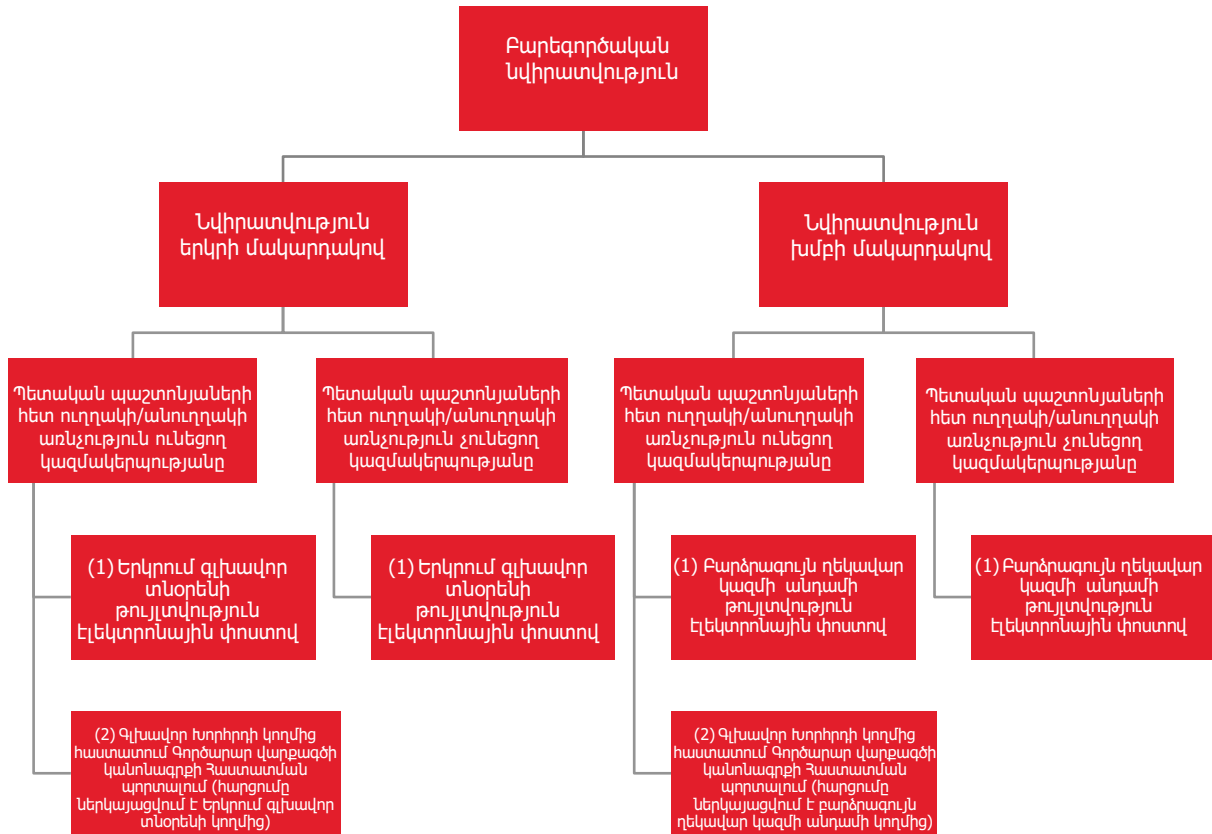 Բարեգործական
նվիրատվություն
Նվիրատվություն
երկրի մակարդակով
Նվիրատվություն
խմբի մակարդակով
Պետական պաշտոնյաների
հետ ուղղակի/անուղղակի
առնչություն ունեցող
կազմակերպությանը
Պետական պաշտոնյաների
հետ ուղղակի/անուղղակի
առնչություն չունեցող
կազմակերպությանը
Պետական պաշտոնյաների
հետ ուղղակի/անուղղակի
առնչություն ունեցող
կազմակերպությանը
Պետական պաշտոնյաների
հետ ուղղակի/անուղղակի
առնչություն չունեցող
կազմակերպությանը
(1) Երկրում գլխավոր
տնօրենի
թույլտվություն
էլեկտրոնային փոստով
(1) Երկրում գլխավոր
տնօրենի
թույլտվություն
էլեկտրոնային փոստով
(1) Բարձրագույն ղեկավար
կազմի անդամի
թույլտվություն
էլեկտրոնային փոստով
(1) Բարձրագույն ղեկավար
կազմի անդամի
թույլտվություն
էլեկտրոնային փոստով
(2) Գլխավոր Խորհրդի կողմից
հաստատում Գործարար վարքագծի
կանոնագրքի Հաստատման
պորտալում (հարցումը
ներկայացվում է Երկրում գլխավոր
տնօրենի կողմից)
(2) Գլխավոր Խորհրդի կողմից
հաստատում Գործարար վարքագծի
կանոնագրքի Հաստատման
պորտալում (հարցումը
ներկայացվում է բարձրագույն
ղեկավար կազմի անդամի կողմից)